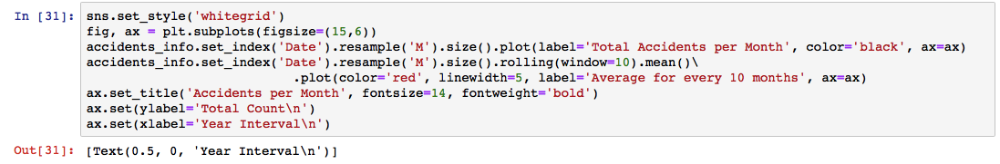 In [31]: sns.set_style('whitegrid')
fig, ax = plt.subplots(figsize=(15,6))
accidents_info.set_index('Date').resample('M').size().plot(label='Total Accidents per Month', color='black', ax=ax)
accidents_info.set_index('Date').resample('M').size().rolling(window=10).mean()\
.plot(color='red', linewidth=5, label='Average for every 10 months', ax=ax)
ax.set_title('Accidents per Month', fontsize=14, fontweight='bold')
ax.set(ylabel='Total Count\n')
ax.set(xlabel='Year Interval\n')
Out[31]: [Text(0.5, 0, 'Year Interval\n')]